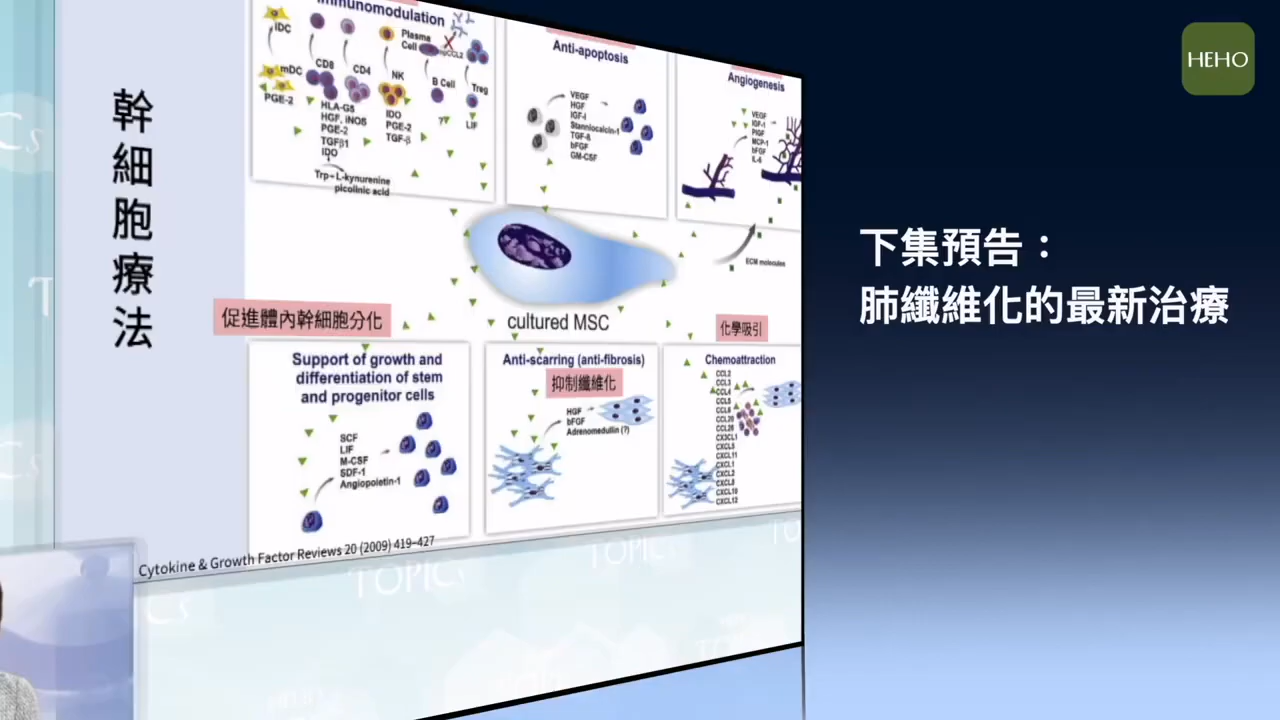 幹細胞療法
Immunomodulation
iDC
mDC
PGE-2
CD8
CD4
HLA-G5
HGF, iNOS
PGE-2
TGFβ1
IDO
Trp→L-kynurenine
picolinic acid
Plasma
Cell
NK
IDO
PGE-2
TGF-β
B Cell
Treg
??
LIF
Anti-apoptosis
VEGF
HGF
IGF-I
Stanniocalcin-1
TGF-ß
bFGF
GM-CSF
Angiogenesis
VEGF
IGF-1
PlGF
MCP-1
bFGF
IL-6
ECM molecules
cultured MSC
促進體內幹細胞分化
Support of growth and
differentiation of stem
and progenitor cells
SCF
LIF
M-CSF
SDF-1
Angiopoietin-1
Anti-scarring (anti-fibrosis)
抑制纖維化
HGF
bFGF
Adrenomedullin (?)
化學吸引
Chemoattraction
CCL2
CCL3
CCL4
CCL5
CCL6
CCL20
CCL26
CX3CL1
CXCL5
CXCL11
CXCL1
CXCL2
CXCL8
CXCL10
CXCL12
Cytokine & Growth Factor Reviews 20 (2009) 419–427
TOPICs
TOPICs
HEHO
下集預告：
肺纖維化的最新治療